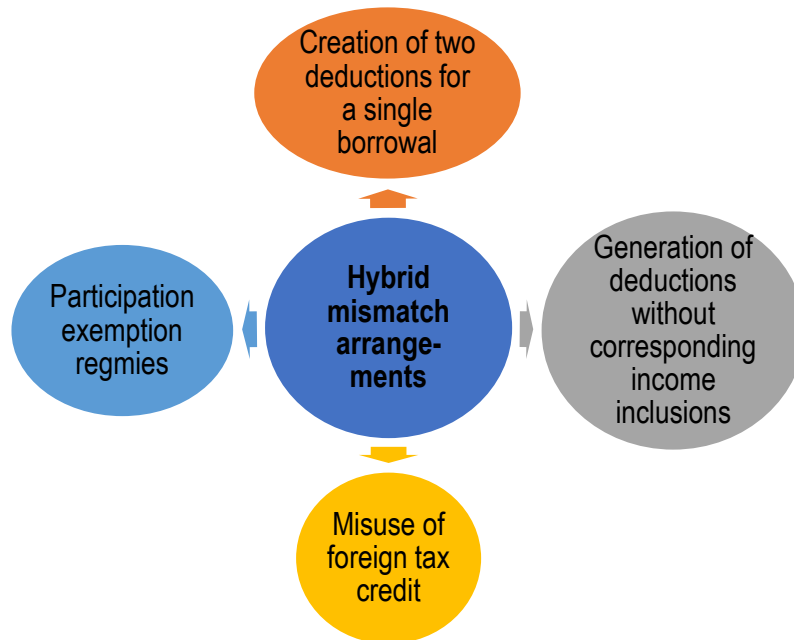 Creation of two
deductions for
a single
borrowal
Participation
exemption
regmies
Hybrid
mismatch
arrange-
ments
Generation of
deductions
without
corresponding
income
inclusions
Misuse of
foreign tax
credit